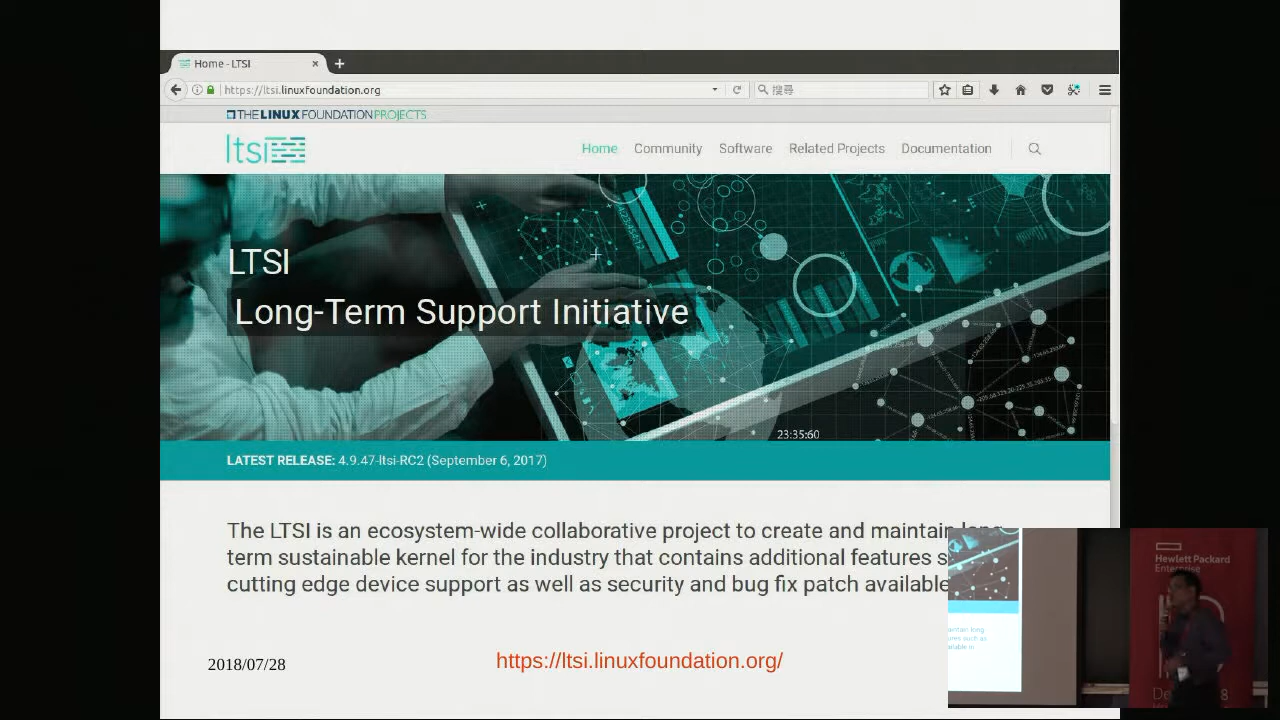 Home - LTSI
https://ltsi.linuxfoundation.org
搜尋
THE LINUX FOUNDATION PROJECTS
ltsi
Home Community Software Related Projects Documentation
LTSI
Long-Term Support Initiative
23:35:60
LATEST RELEASE: 4.9.47-ltsi-RC2 (September 6, 2017)
The LTSI is an ecosystem-wide collaborative project to create and maintain long
term sustainable kernel for the industry that contains additional features s
cutting edge device support as well as security and bug fix patch available
2018/07/28
https://ltsi.linuxfoundation.org/
Hewlett Packard
Enterprise